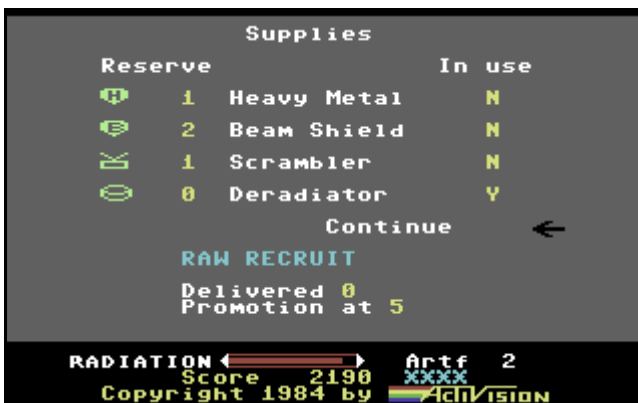 Supplies
Reserve In use
H 1 Heavy Metal N
B 2 Beam Shield N
1 Scrambler N
0 Deradiator Y
Continue
RAW RECRUIT
Delivered 0
Promotion at 5
RADIATION Artf 2
Score 2190 XXXX
Copyright 1984 by ACTIVISION